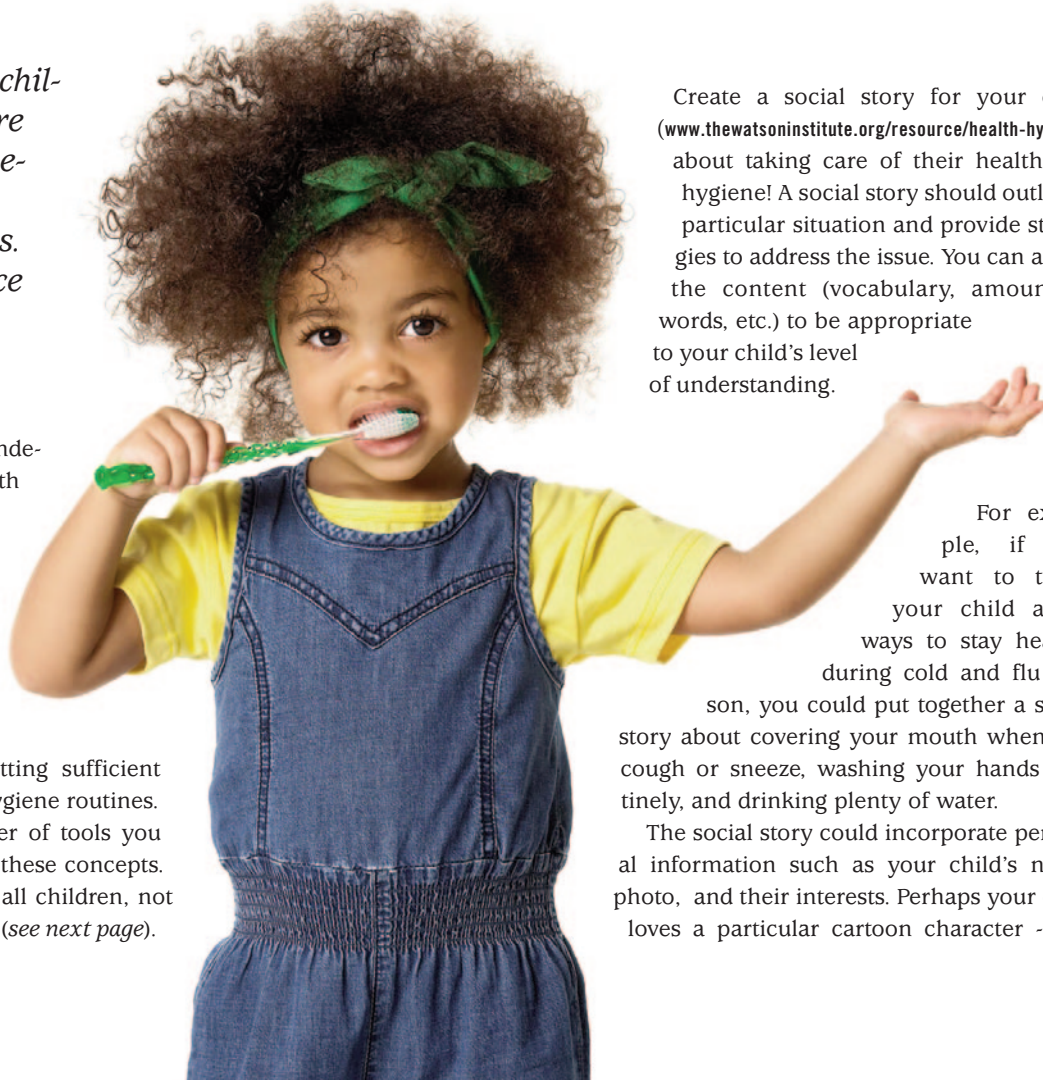 chil-
re
e-
s.
ce
nde-
th
tting sufficient
ygiene routines.
er of tools you
these concepts.
all children, not
(see next page).
Create a social story for your
(www.thewatsoninstitute.org/resource/health-hy
about taking care of their health
hygiene! A social story should outl
particular situation and provide st
gies to address the issue. You can a
the content (vocabulary, amoun
words, etc.) to be appropriate
to your child’s level
of understanding.
For ex
ple, if
want to t
your child a
ways to stay hea
during cold and flu
son, you could put together a s
story about covering your mouth when
cough or sneeze, washing your hands
tinely, and drinking plenty of water.
The social story could incorporate per
al information such as your child’s n
photo, and their interests. Perhaps your
loves a particular cartoon character -